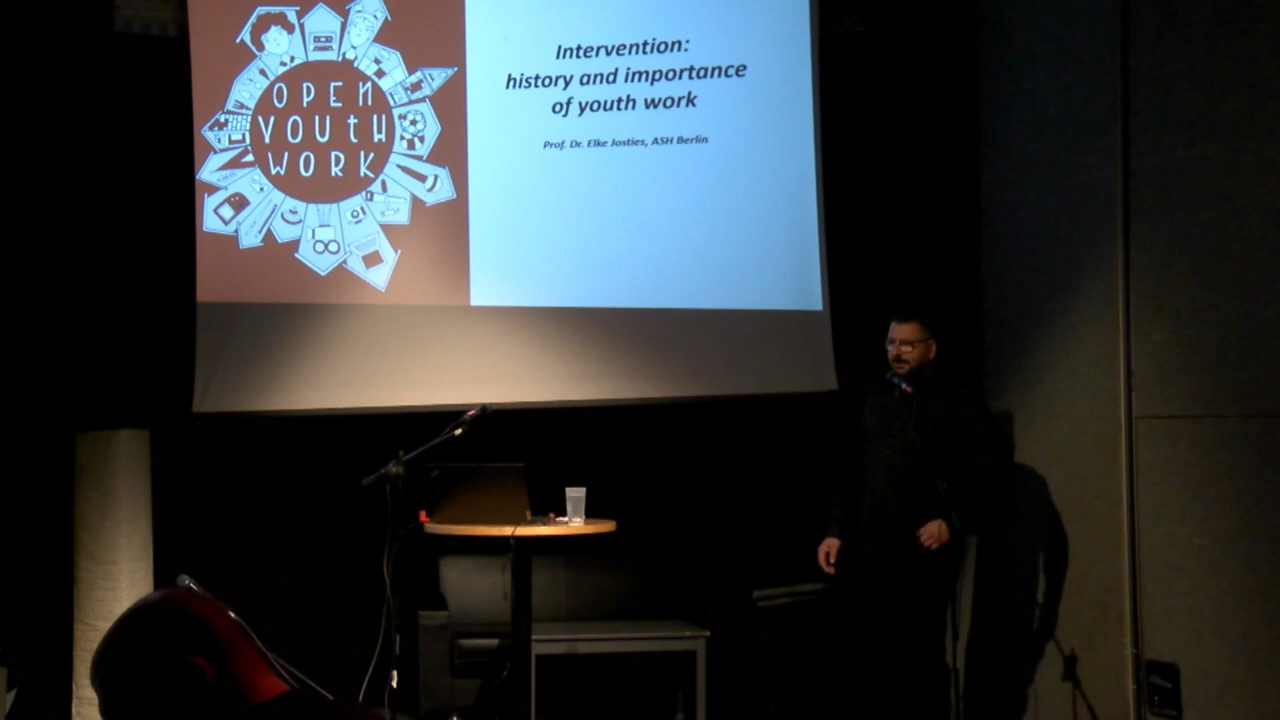 OPEN
YOUtH
WORK
Intervention:
history and importance
of youth work
Prof. Dr. Elke Josties, ASH Berlin